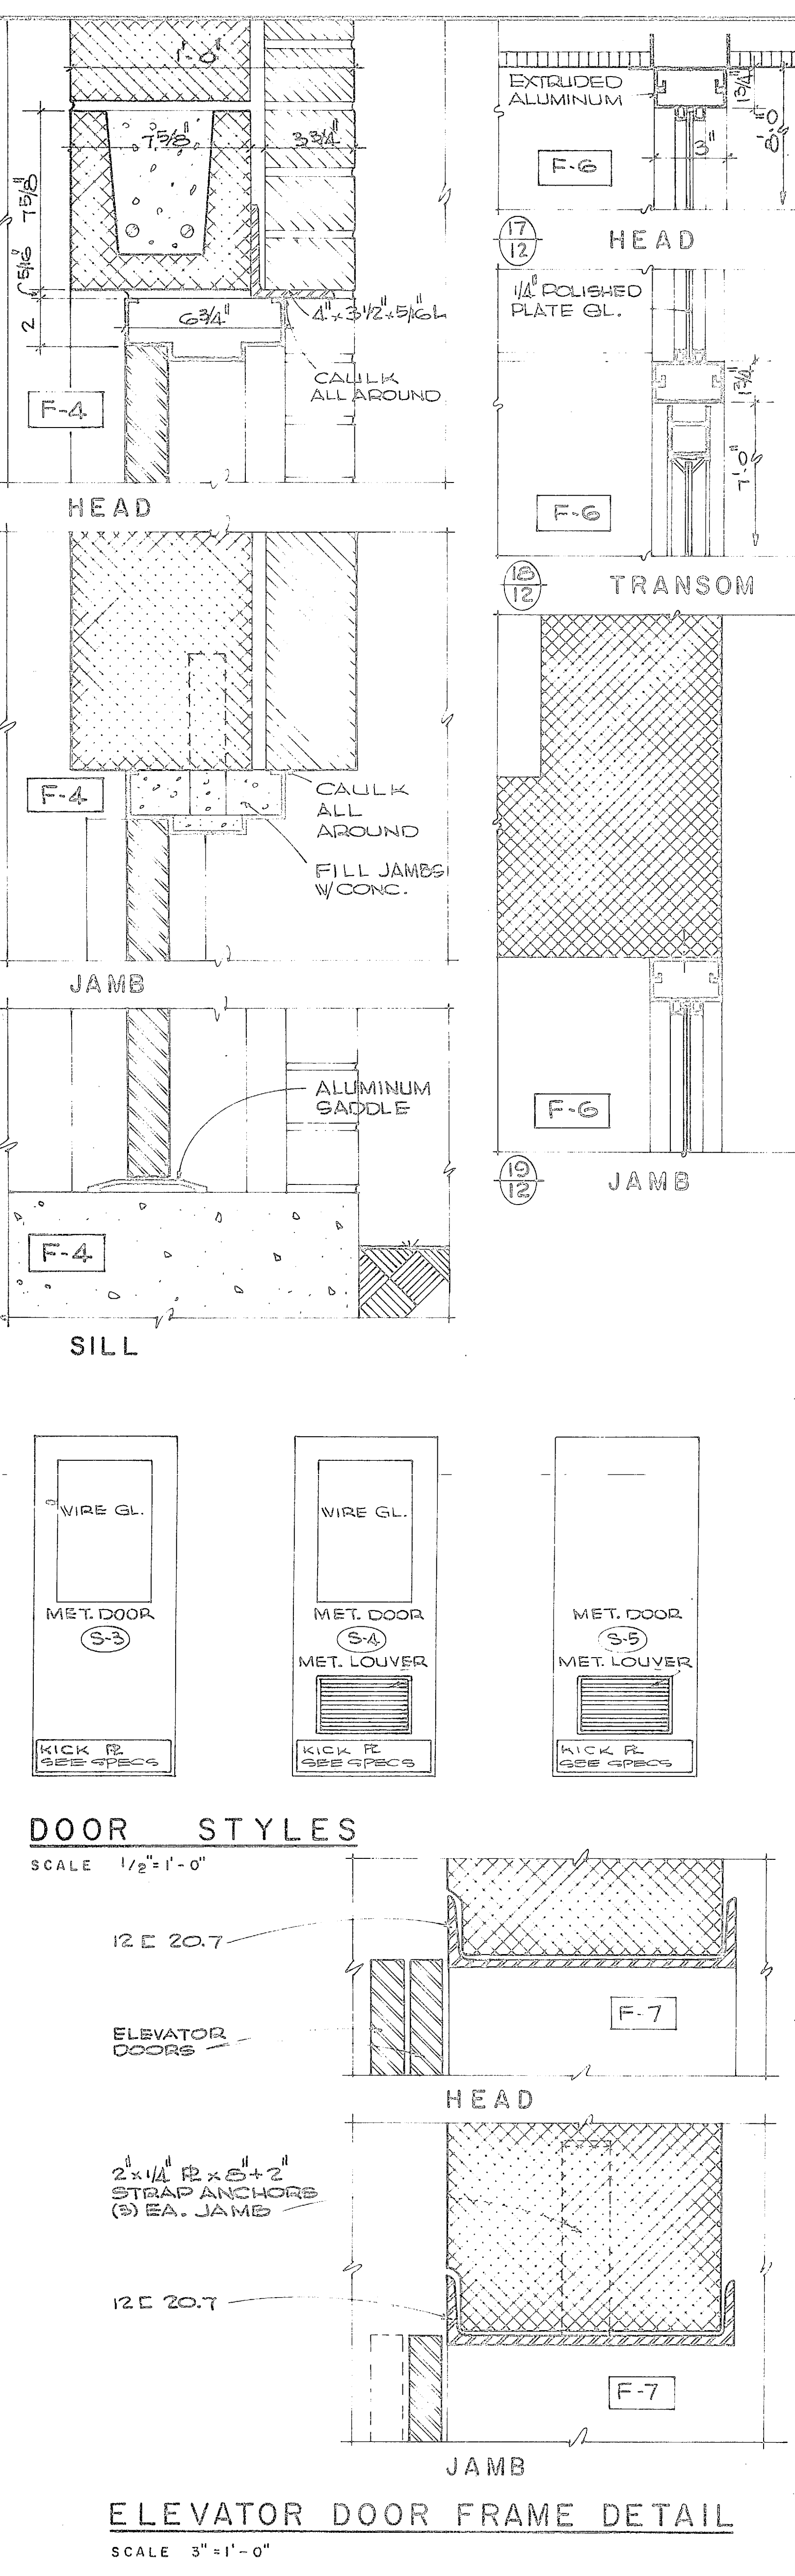 1'-0"
7 5/8"
3 3/4"
7 5/8"
5/16"
2
6 3/4"
4" x 3 1/2" x 5/16 L
CAULK
ALL AROUND
F-4
HEAD
F-4
CAULK
ALL
AROUND
FILL JAMBS
W/CONC.
JAMB
ALUMINUM
SADDLE
F-4
SILL
EXTRUDED
ALUMINUM
1 3/4"
8'-0"
3"
F-6
17
12
HEAD
1/4" POLISHED
PLATE GL.
1 3/4"
7'-0"
F-6
18
12
TRANSOM
F-6
19
12
JAMB
WIRE GL.
MET. DOOR
S-3
KICK PL
SEE SPECS
WIRE GL.
MET. DOOR
S-4
MET. LOUVER
KICK PL
SEE SPECS
MET. DOOR
S-5
MET. LOUVER
KICK PL
SEE SPECS
DOOR STYLES
SCALE 1/2"=1'-0"
12 [ 20.7
ELEVATOR
DOORS
F-7
HEAD
2" x 1/4" PL x 8"+2"
STRAP ANCHORS
(3) EA. JAMB
12 [ 20.7
F-7
JAMB
ELEVATOR DOOR FRAME DETAIL
SCALE 3"=1'-0"